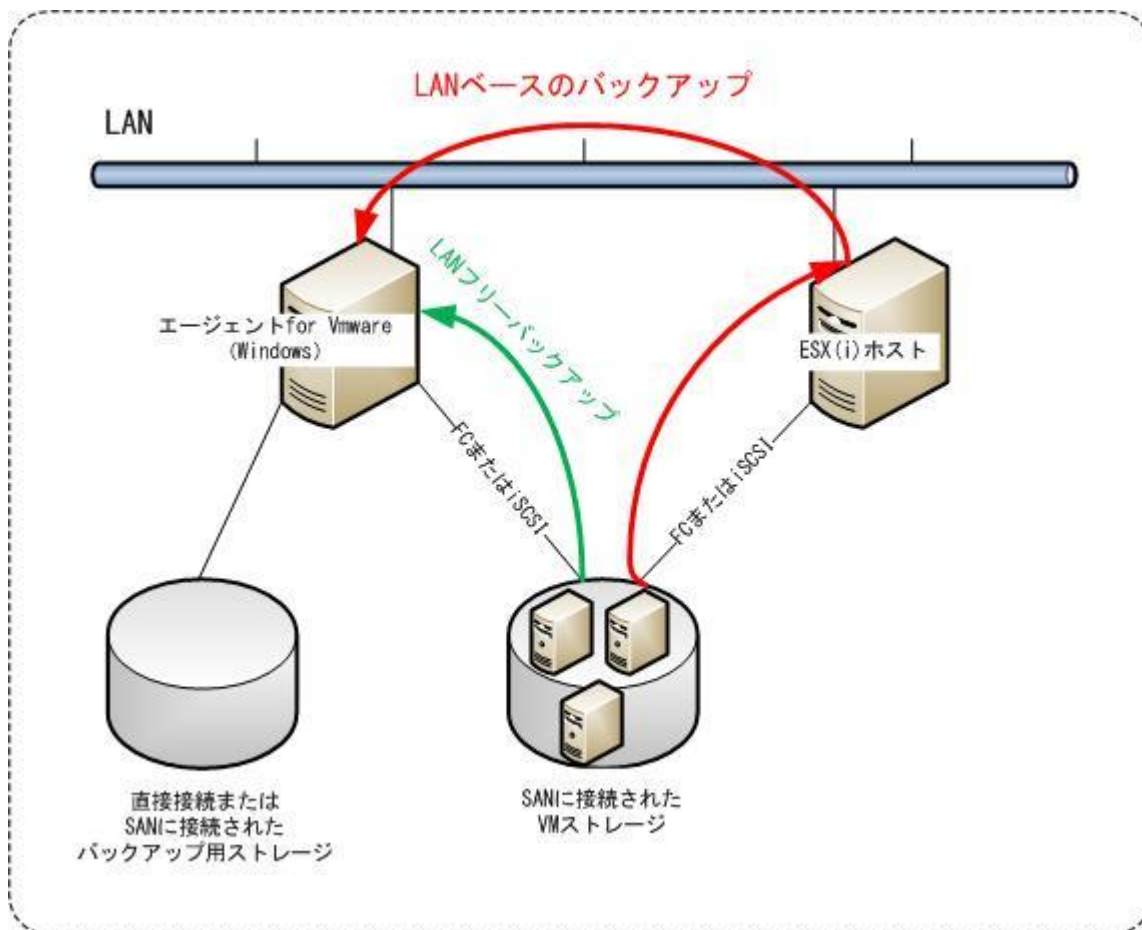 LANベースのバックアップ
LAN
LANフリーバックアップ
エージェントfor Vmware
(Windows)
ESX(i)ホスト
FCまたはiSCSI
FCまたはiSCSI
直接接続または
SANに接続された
バックアップ用ストレージ
SANに接続された
VMストレージ